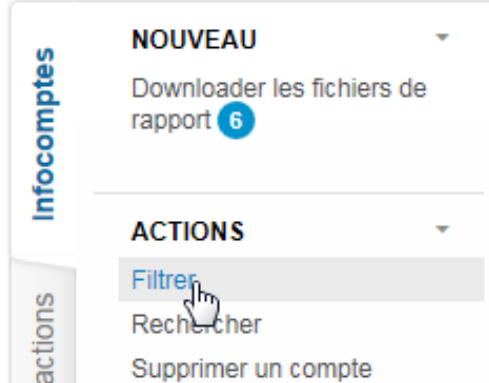 Infocomptes
NOUVEAU
Downloader les fichiers de
rapport 6
ACTIONS
Filtrer
Rechercher
Supprimer un compte
actions